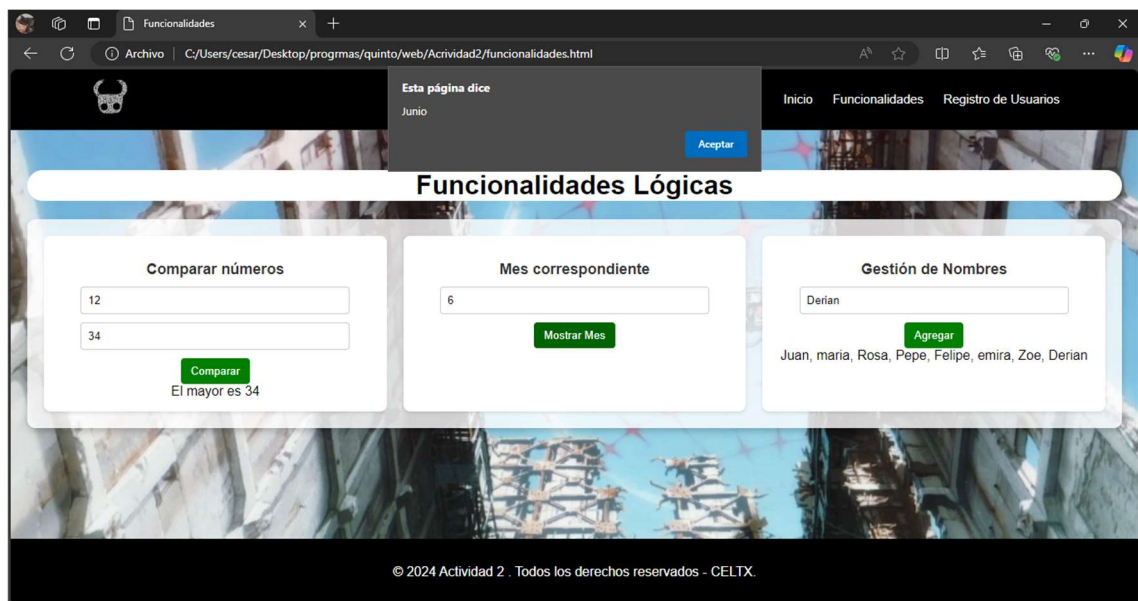 Funcionalidades
Archivo
C:/Users/cesar/Desktop/progrmas/quinto/web/Acrividad2/funcionalidades.html
Esta página dice
Junio
Aceptar
Inicio Funcionalidades Registro de Usuarios
Funcionalidades Lógicas
Comparar números
12
34
Comparar
El mayor es 34
Mes correspondiente
6
Mostrar Mes
Gestión de Nombres
Derian
Agregar
Juan, maria, Rosa, Pepe, Felipe, emira, Zoe, Derian
© 2024 Actividad 2 . Todos los derechos reservados - CELTX.